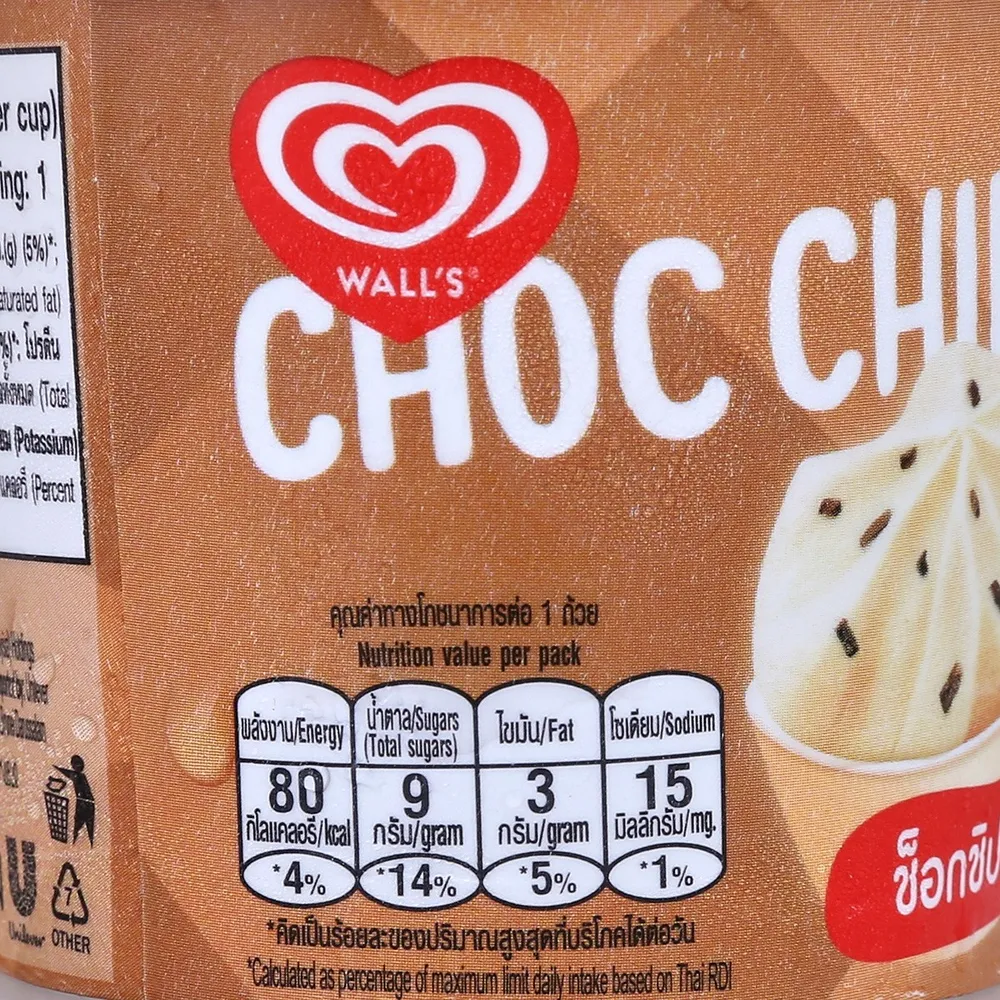 er cup)
ing: 1
(g) (5%)*;
aturated fat)
%)*; โปรตีน
ทั้งหมด (Total
(Potassium)
(Percent
WALL'S®
CHOC CHI
คุณค่าทางโภชนาการต่อ 1 ถ้วย
Nutrition value per pack
พลังงาน/Energy น้ำตาล/Sugars (Total sugars) ไขมัน/Fat โซเดียม/Sodium
80 9 3 15
กิโลแคลอรี/kcal กรัม/gram กรัม/gram มิลลิกรัม/mg.
*4% *14% *5% *1%
*คิดเป็นร้อยละของปริมาณสูงสุดที่บริโภคได้ต่อวัน
*Calculated as percentage of maximum limit daily intake based on Thai RDI
ช็อกชิป
7
OTHER
Unilever